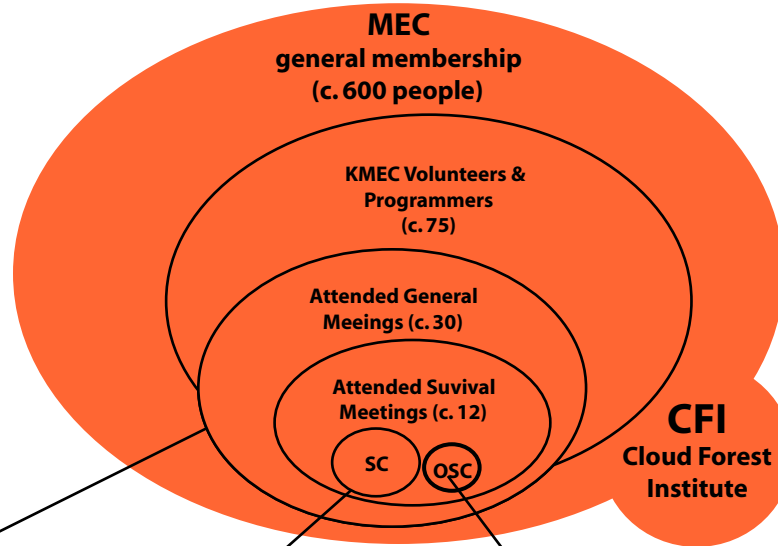 MEC
general membership
(c. 600 people)
KMEC Volunteers &
Programmers
(c. 75)
Attended General
Meeings (c. 30)
Attended Suvival
Meetings (c. 12)
SC
OSC
CFI
Cloud Forest
Institute